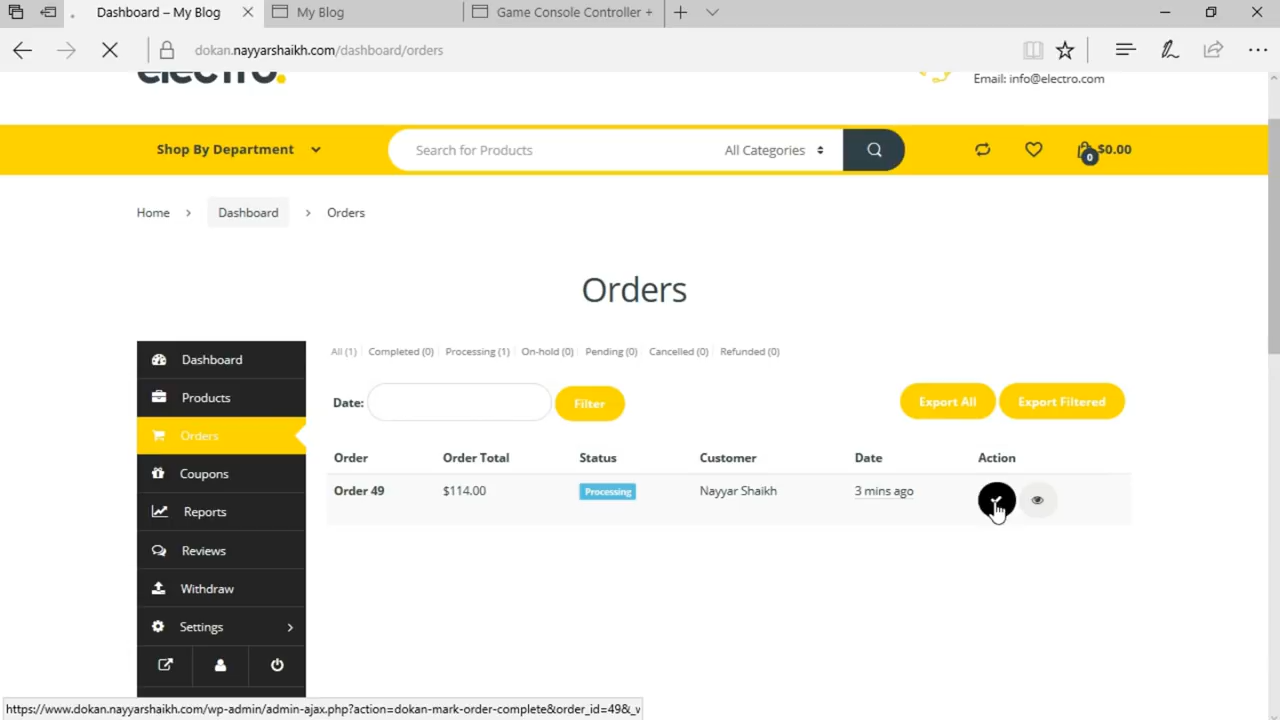 Dashboard – My Blog
My Blog
Game Console Controller +
dokan.nayyarshaikh.com/dashboard/orders
electro.
Email: info@electro.com
Shop By Department
Search for Products
All Categories
0
$0.00
Home
Dashboard
Orders
Orders
All (1)
Completed (0)
Processing (1)
On-hold (0)
Pending (0)
Cancelled (0)
Refunded (0)
Date:
Filter
Export All
Export Filtered
Order
Order Total
Status
Customer
Date
Action
Order 49
$114.00
Processing
Nayyar Shaikh
3 mins ago
Dashboard
Products
Orders
Coupons
Reports
Reviews
Withdraw
Settings
https://www.dokan.nayyarshaikh.com/wp-admin/admin-ajax.php?action=dokan-mark-order-complete&order_id=49&_w